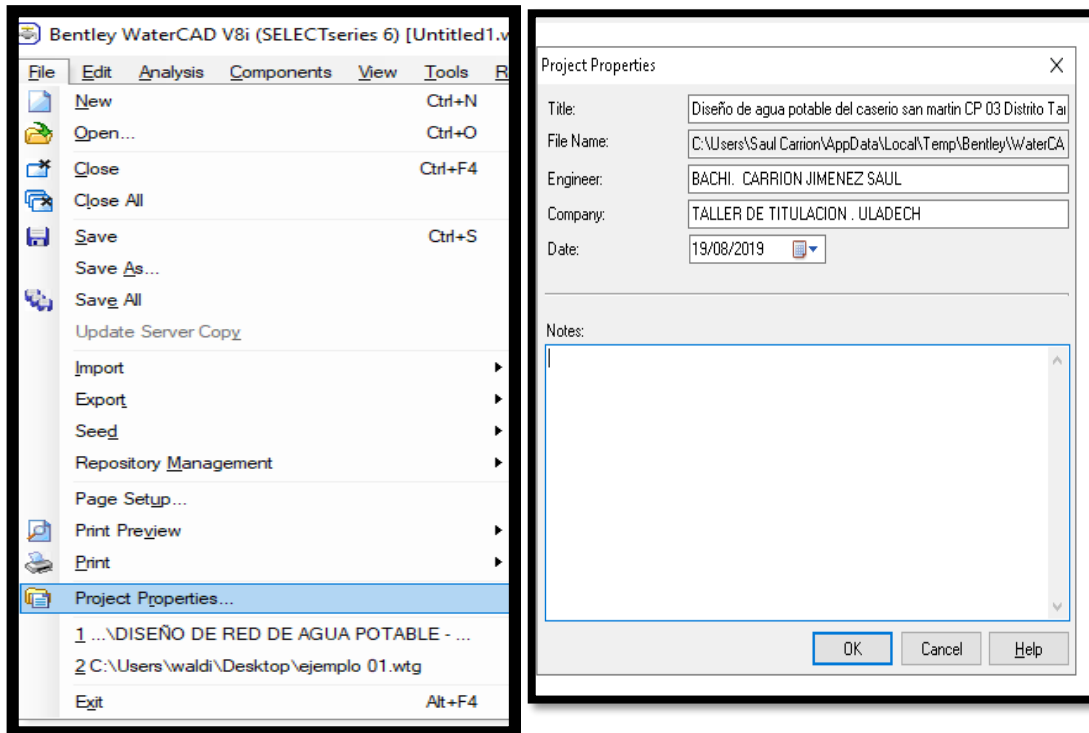 Bentley WaterCAD V8i (SELECTseries 6) [Untitled1.w
File Edit Analysis Components View Tools R
New Ctrl+N
Open... Ctrl+O
Close Ctrl+F4
Close All
Save Ctrl+S
Save As...
Save All
Update Server Copy
Import
Export
Seed
Repository Management
Page Setup...
Print Preview
Print
Project Properties...
1 ...\DISEÑO DE RED DE AGUA POTABLE - ...
2 C:\Users\waldi\Desktop\ejemplo 01.wtg
Exit Alt+F4
Project Properties
Title: Diseño de agua potable del caserio san martin CP 03 Distrito Tar
File Name: C:\Users\Saul Carrion\AppData\Local\Temp\Bentley\WaterCA
Engineer: BACHI. CARRION JIMENEZ SAUL
Company: TALLER DE TITULACION . ULADECH
Date: 19/08/2019
Notes:
OK Cancel Help